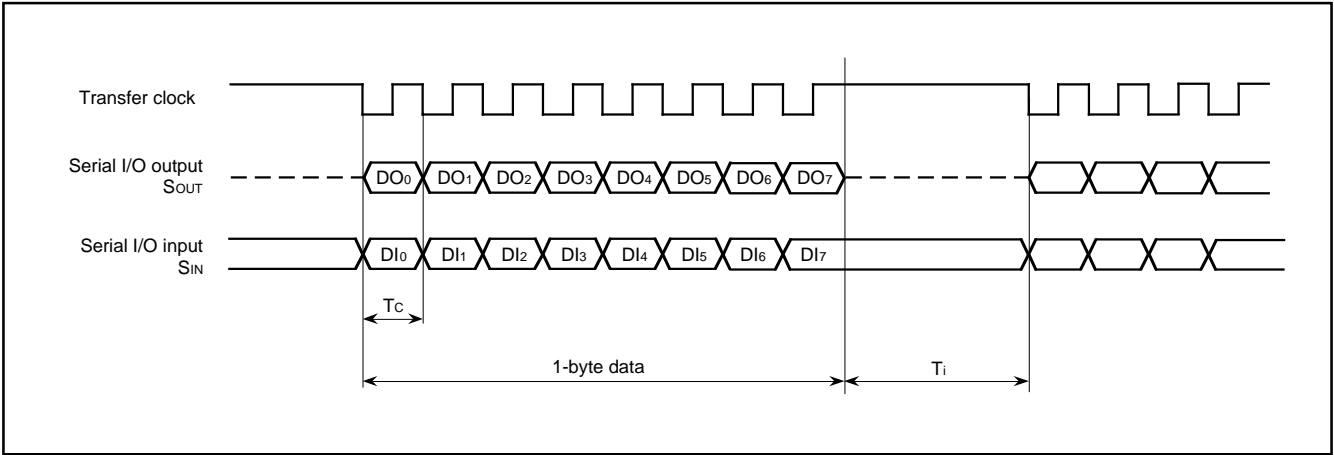 Transfer clock
Serial I/O output
SOUT
DO0 DO1 DO2 DO3 DO4 DO5 DO6 DO7
Serial I/O input
SIN
DI0 DI1 DI2 DI3 DI4 DI5 DI6 DI7
TC
1-byte data
Ti